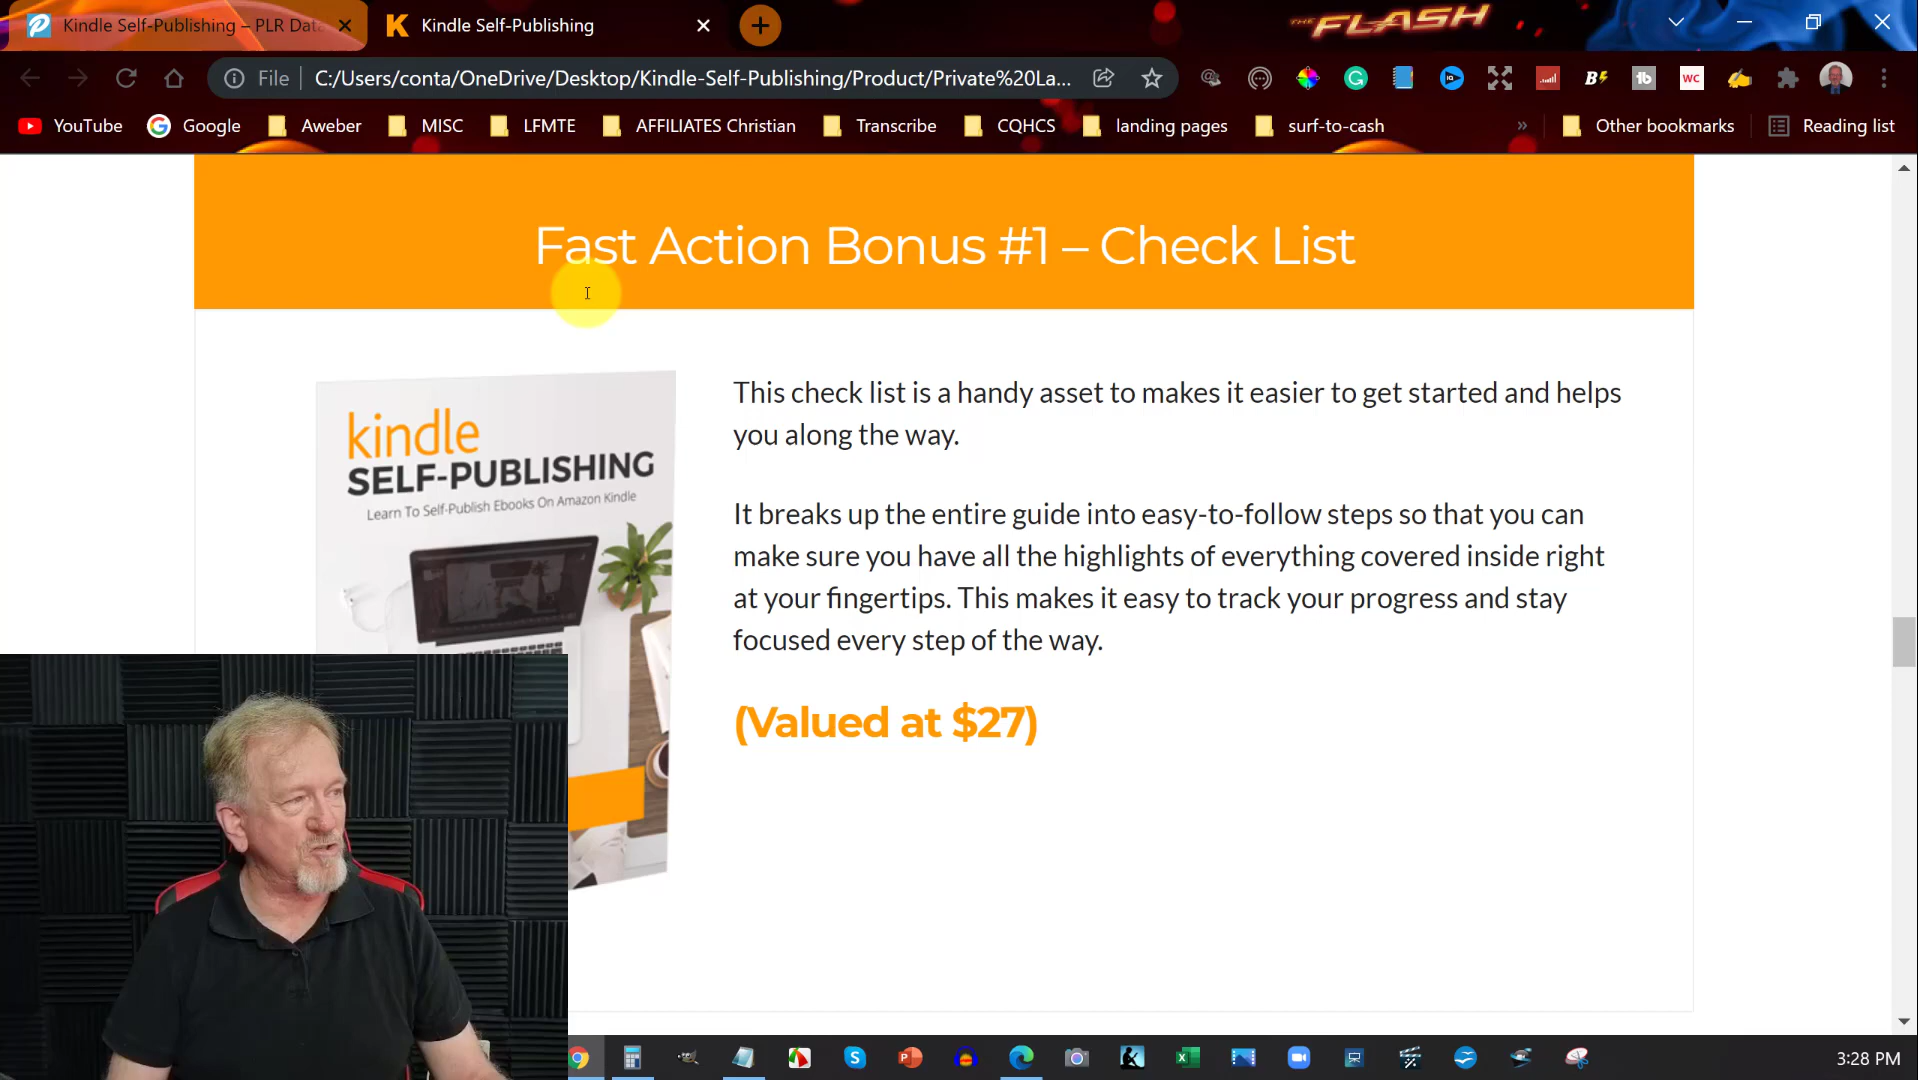 Kindle Self-Publishing – PLR Data
Kindle Self-Publishing
THE FLASH
File
C:/Users/conta/OneDrive/Desktop/Kindle-Self-Publishing/Product/Private%20La...
YouTube
Google
Aweber
MISC
LFMTE
AFFILIATES Christian
Transcribe
CQHCS
landing pages
surf-to-cash
»
Other bookmarks
Reading list
Fast Action Bonus #1 – Check List
kindle
SELF-PUBLISHING
Learn To Self-Publish Ebooks On Amazon Kindle
This check list is a handy asset to makes it easier to get started and helps
you along the way.
It breaks up the entire guide into easy-to-follow steps so that you can
make sure you have all the highlights of everything covered inside right
at your fingertips. This makes it easy to track your progress and stay
focused every step of the way.
(Valued at $27)
3:28 PM